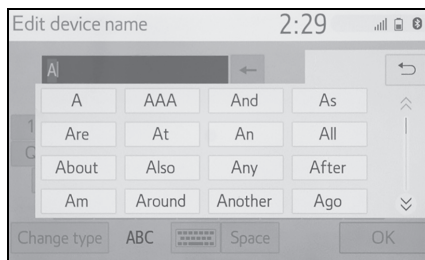 Edit device name 2:29
A
A AAA And As
Are At An All
About Also Any After
Am Around Another Ago
1
Q
Change type ABC Space OK